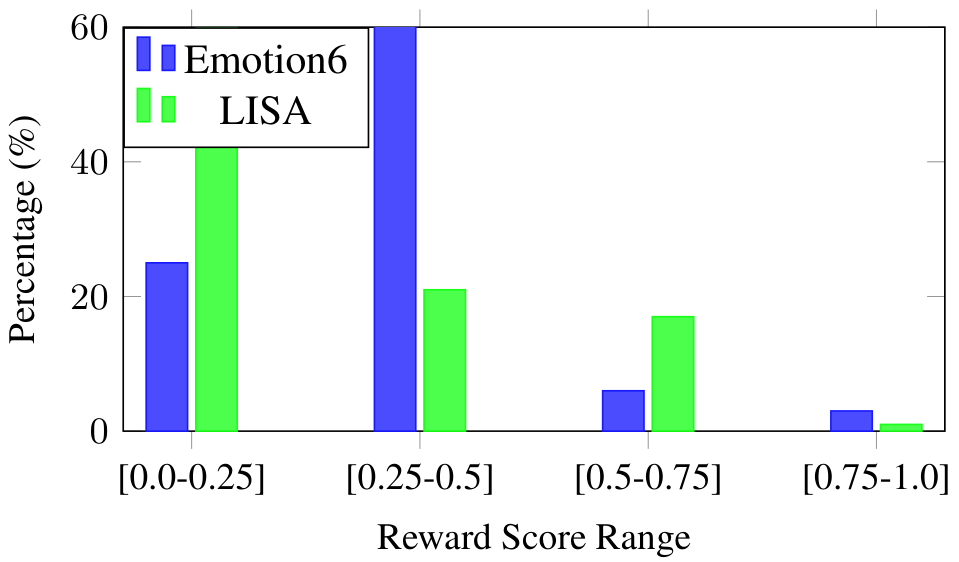 60
40
20
0
Percentage (%)
Emotion6
LISA
[0.0-0.25] [0.25-0.5] [0.5-0.75] [0.75-1.0]
Reward Score Range